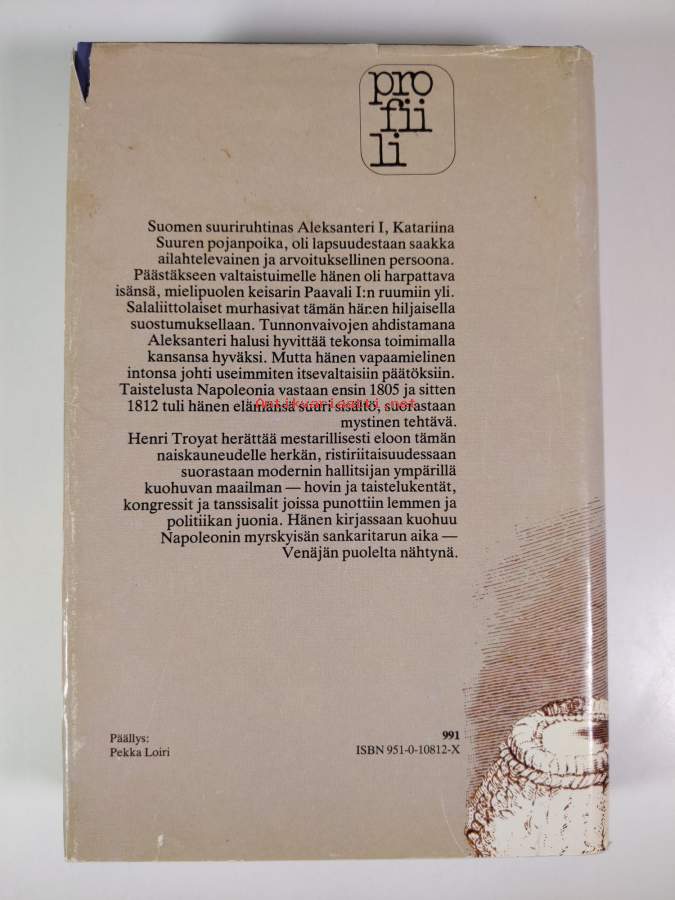 pro
fii
li
Suomen suuriruhtinas Aleksanteri I, Katariina
Suuren pojanpoika, oli lapsuudestaan saakka
ailahtelevainen ja arvoituksellinen persoona.
Päästäkseen valtaistuimelle hänen oli harpattava
isänsä, mielipuolen keisarin Paavali I:n ruumiin yli.
Salaliittolaiset murhasivat tämän hänen hiljaisella
suostumuksellaan. Tunnonvaivojen ahdistamana
Aleksanteri halusi hyvittää tekonsa toimimalla
kansansa hyväksi. Mutta hänen vapaamielinen
intonsa johti useimmiten itsevaltaisiin päätöksiin.
Taistelusta Napoleonia vastaan ensin 1805 ja sitten
1812 tuli hänen elämänsä suuri sisältö, suorastaan
Antikvariaatti.net
mystinen tehtävä.
Henri Troyat herättää mestarillisesti eloon tämän
naiskauneudelle herkän, ristiriitaisuudessaan
suorastaan modernin hallitsijan ympärillä
kuohuvan maailman — hovin ja taistelukentät,
kongressit ja tanssisalit joissa punottiin lemmen ja
politiikan juonia. Hänen kirjassaan kuohuu
Napoleonin myrskyisän sankaritarun aika —
Venäjän puolelta nähtynä.
Päällys:
Pekka Loiri
991
ISBN 951-0-10812-X